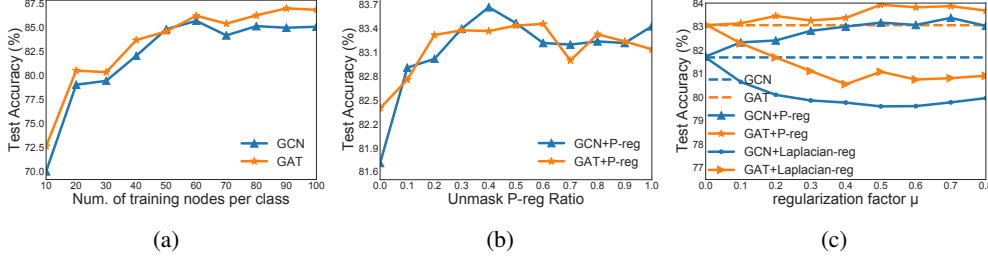 Test Accuracy (%)
87.5
85.0
82.5
80.0
77.5
75.0
72.5
70.0
GCN
GAT
10 20 30 40 50 60 70 80 90 100
Num. of training nodes per class
(a)
Test Accuracy (%)
83.7
83.4
83.1
82.8
82.5
82.2
81.9
81.6
GCN+P-reg
GAT+P-reg
0.0 0.1 0.2 0.3 0.4 0.5 0.6 0.7 0.8 0.9 1.0
Unmask P-reg Ratio
(b)
Test Accuracy (%)
84
83
82
81
80
79
78
77
GCN
GAT
GCN+P-reg
GAT+P-reg
GCN+Laplacian-reg
GAT+Laplacian-reg
0.0 0.1 0.2 0.3 0.4 0.5 0.6 0.7 0.8
regularization factor μ
(c)